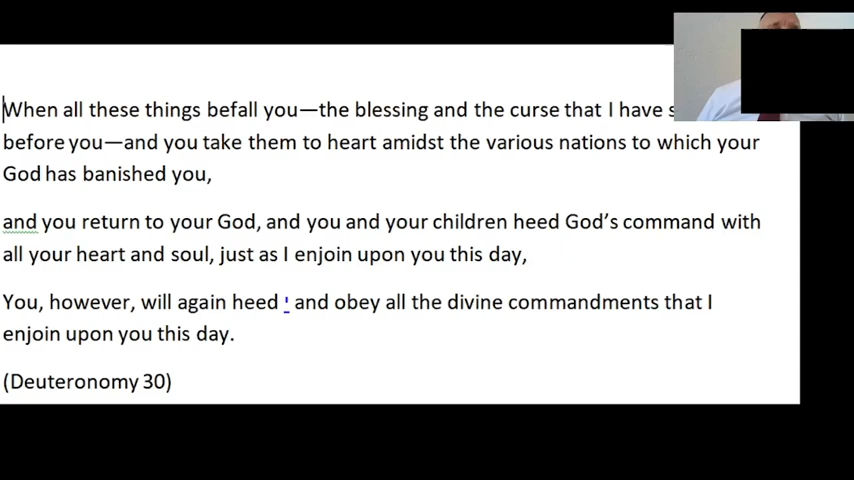 When all these things befall you—the blessing and the curse that I have
before you—and you take them to heart amidst the various nations to which your
God has banished you,
and you return to your God, and you and your children heed God’s command with
all your heart and soul, just as I enjoin upon you this day,
You, however, will again heed ' and obey all the divine commandments that I
enjoin upon you this day.
(Deuteronomy 30)